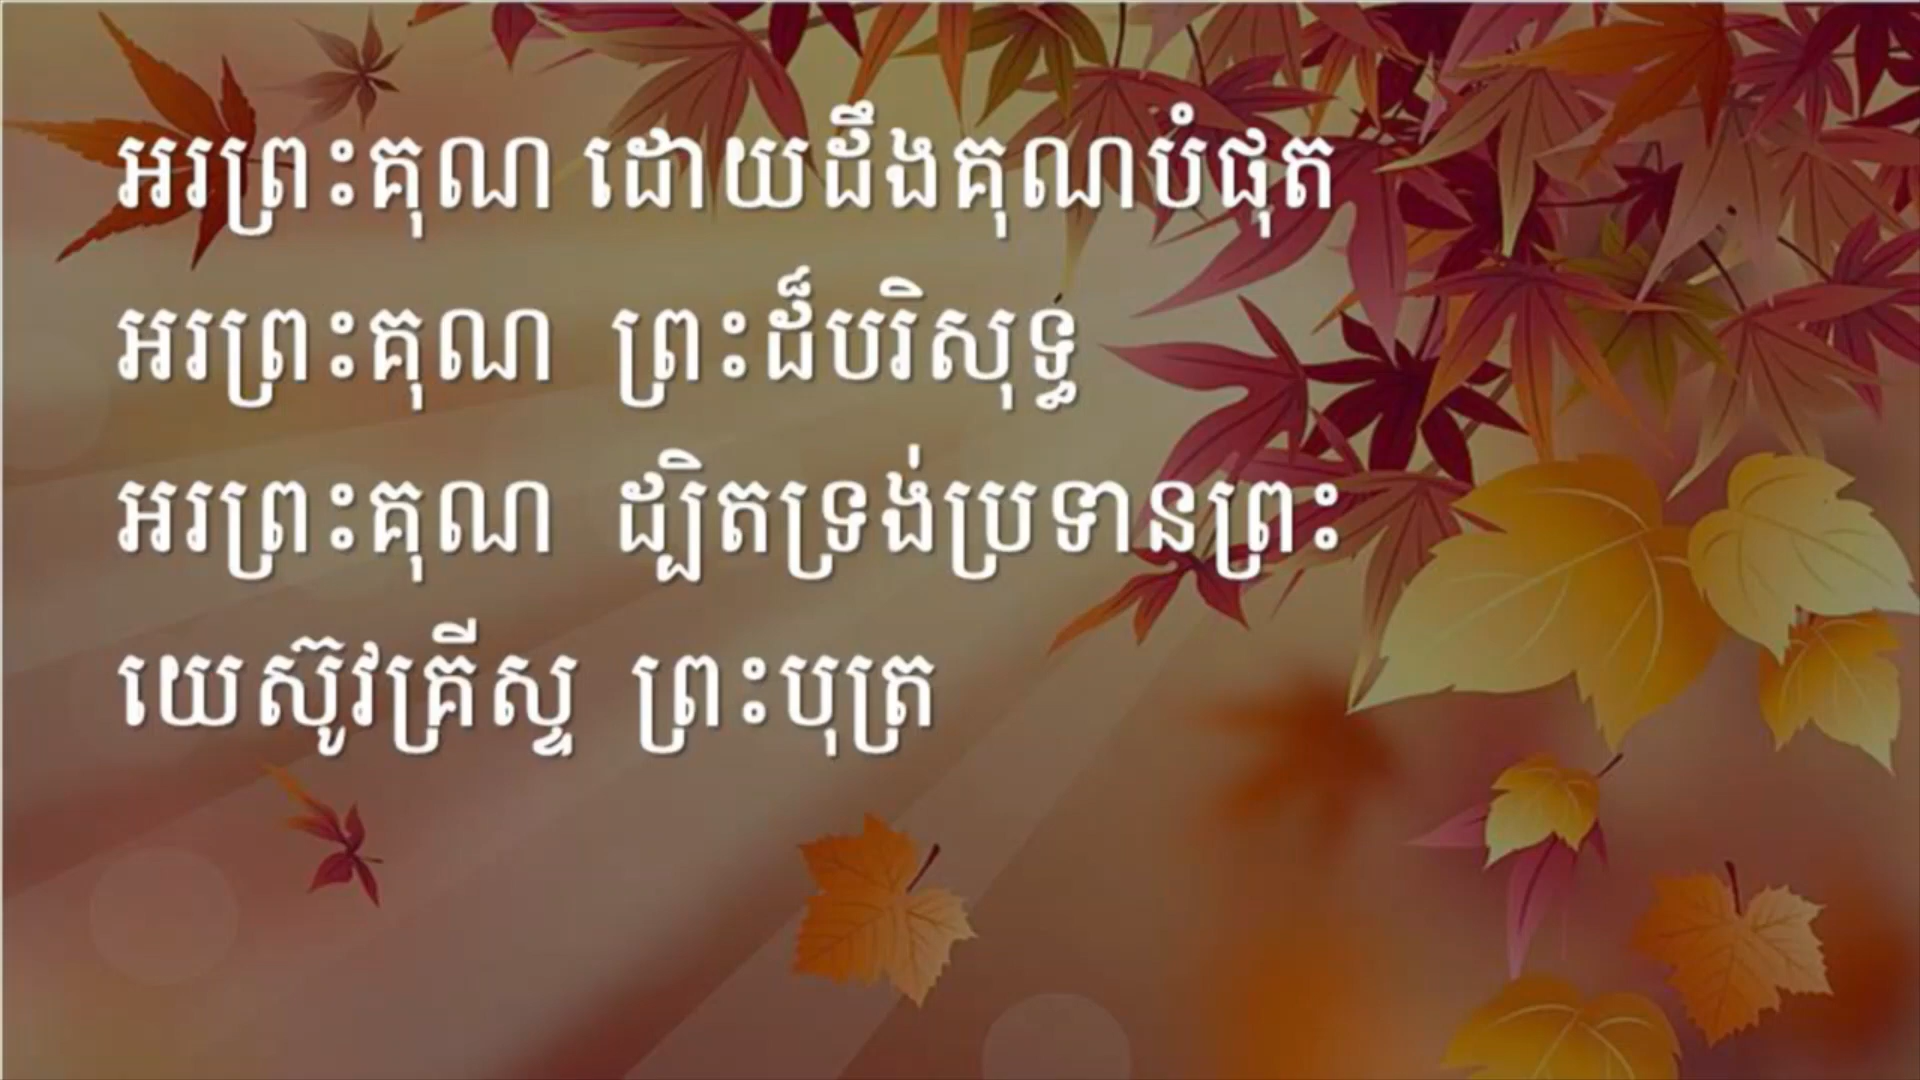 អរព្រះគុណ ដោយដឹងគុណបំផុត
អរព្រះគុណ ព្រះដ៏បរិសុទ្ធ
អរព្រះគុណ ដ្បិតទ្រង់ប្រទានព្រះ
យេស៊ូវគ្រីស្ទ ព្រះបុត្រ